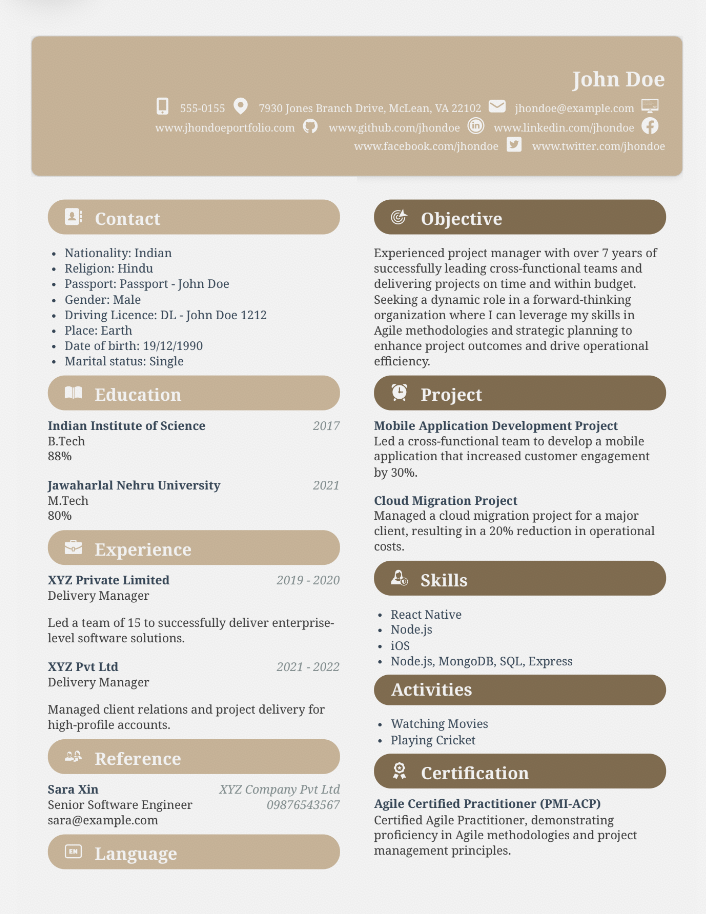 John Doe
555-0155 7930 Jones Branch Drive, McLean, VA 22102 jhondoe@example.com
www.jhondoeportfolio.com www.github.com/jhondoe www.linkedin.com/jhondoe
www.facebook.com/jhondoe www.twitter.com/jhondoe
Contact
• Nationality: Indian
• Religion: Hindu
• Passport: Passport - John Doe
• Gender: Male
• Driving Licence: DL - John Doe 1212
• Place: Earth
• Date of birth: 19/12/1990
• Marital status: Single
Education
Indian Institute of Science 2017
B.Tech
88%
Jawaharlal Nehru University 2021
M.Tech
80%
Experience
XYZ Private Limited 2019 - 2020
Delivery Manager
Led a team of 15 to successfully deliver enterprise-
level software solutions.
XYZ Pvt Ltd 2021 - 2022
Delivery Manager
Managed client relations and project delivery for
high-profile accounts.
Reference
Sara Xin XYZ Company Pvt Ltd
Senior Software Engineer 09876543567
sara@example.com
EN Language
Objective
Experienced project manager with over 7 years of
successfully leading cross-functional teams and
delivering projects on time and within budget.
Seeking a dynamic role in a forward-thinking
organization where I can leverage my skills in
Agile methodologies and strategic planning to
enhance project outcomes and drive operational
efficiency.
Project
Mobile Application Development Project
Led a cross-functional team to develop a mobile
application that increased customer engagement
by 30%.
Cloud Migration Project
Managed a cloud migration project for a major
client, resulting in a 20% reduction in operational
costs.
Skills
• React Native
• Node.js
• iOS
• Node.js, MongoDB, SQL, Express
Activities
• Watching Movies
• Playing Cricket
Certification
Agile Certified Practitioner (PMI-ACP)
Certified Agile Practitioner, demonstrating
proficiency in Agile methodologies and project
management principles.